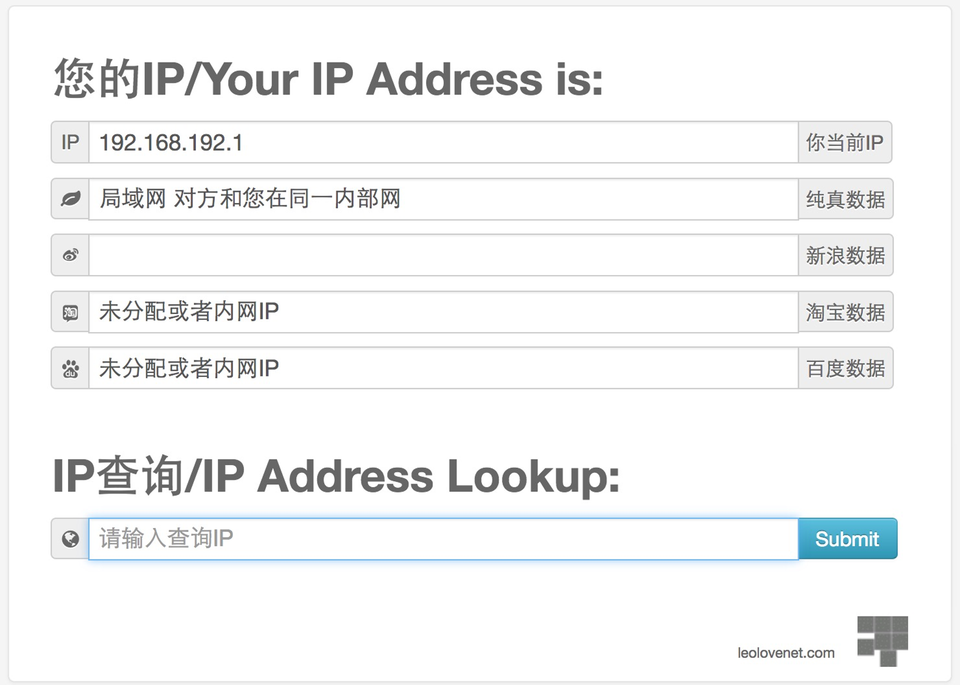 您的IP/Your IP Address is:
IP 192.168.192.1 你当前IP
局域网 对方和您在同一内部网 纯真数据
新浪数据
淘 未分配或者内网IP 淘宝数据
du 未分配或者内网IP 百度数据
IP查询/IP Address Lookup:
请输入查询IP Submit
leolovenet.com